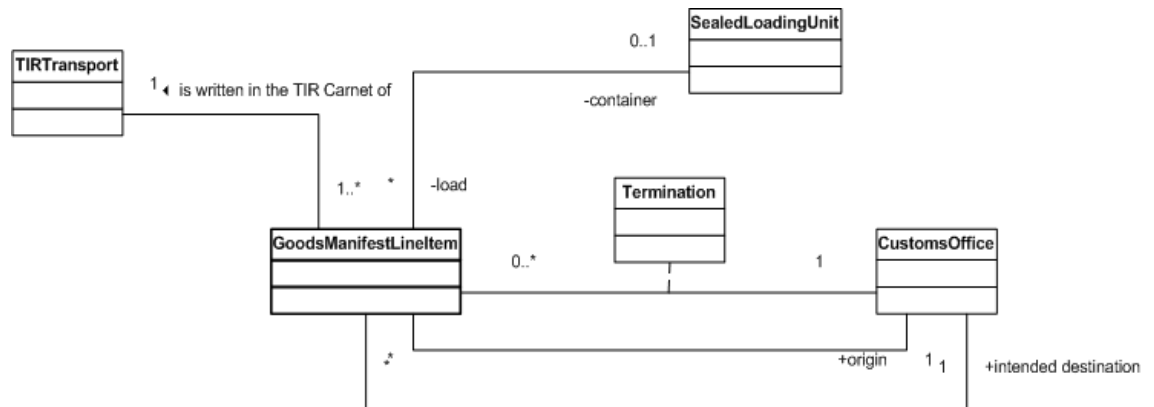 SealedLoadingUnit
0..1
TIRTransport
1 ◄ is written in the TIR Carnet of
-container
1..* * -load
Termination
GoodsManifestLineItem
CustomsOffice
0..* 1
* +origin 1 1 +intended destination